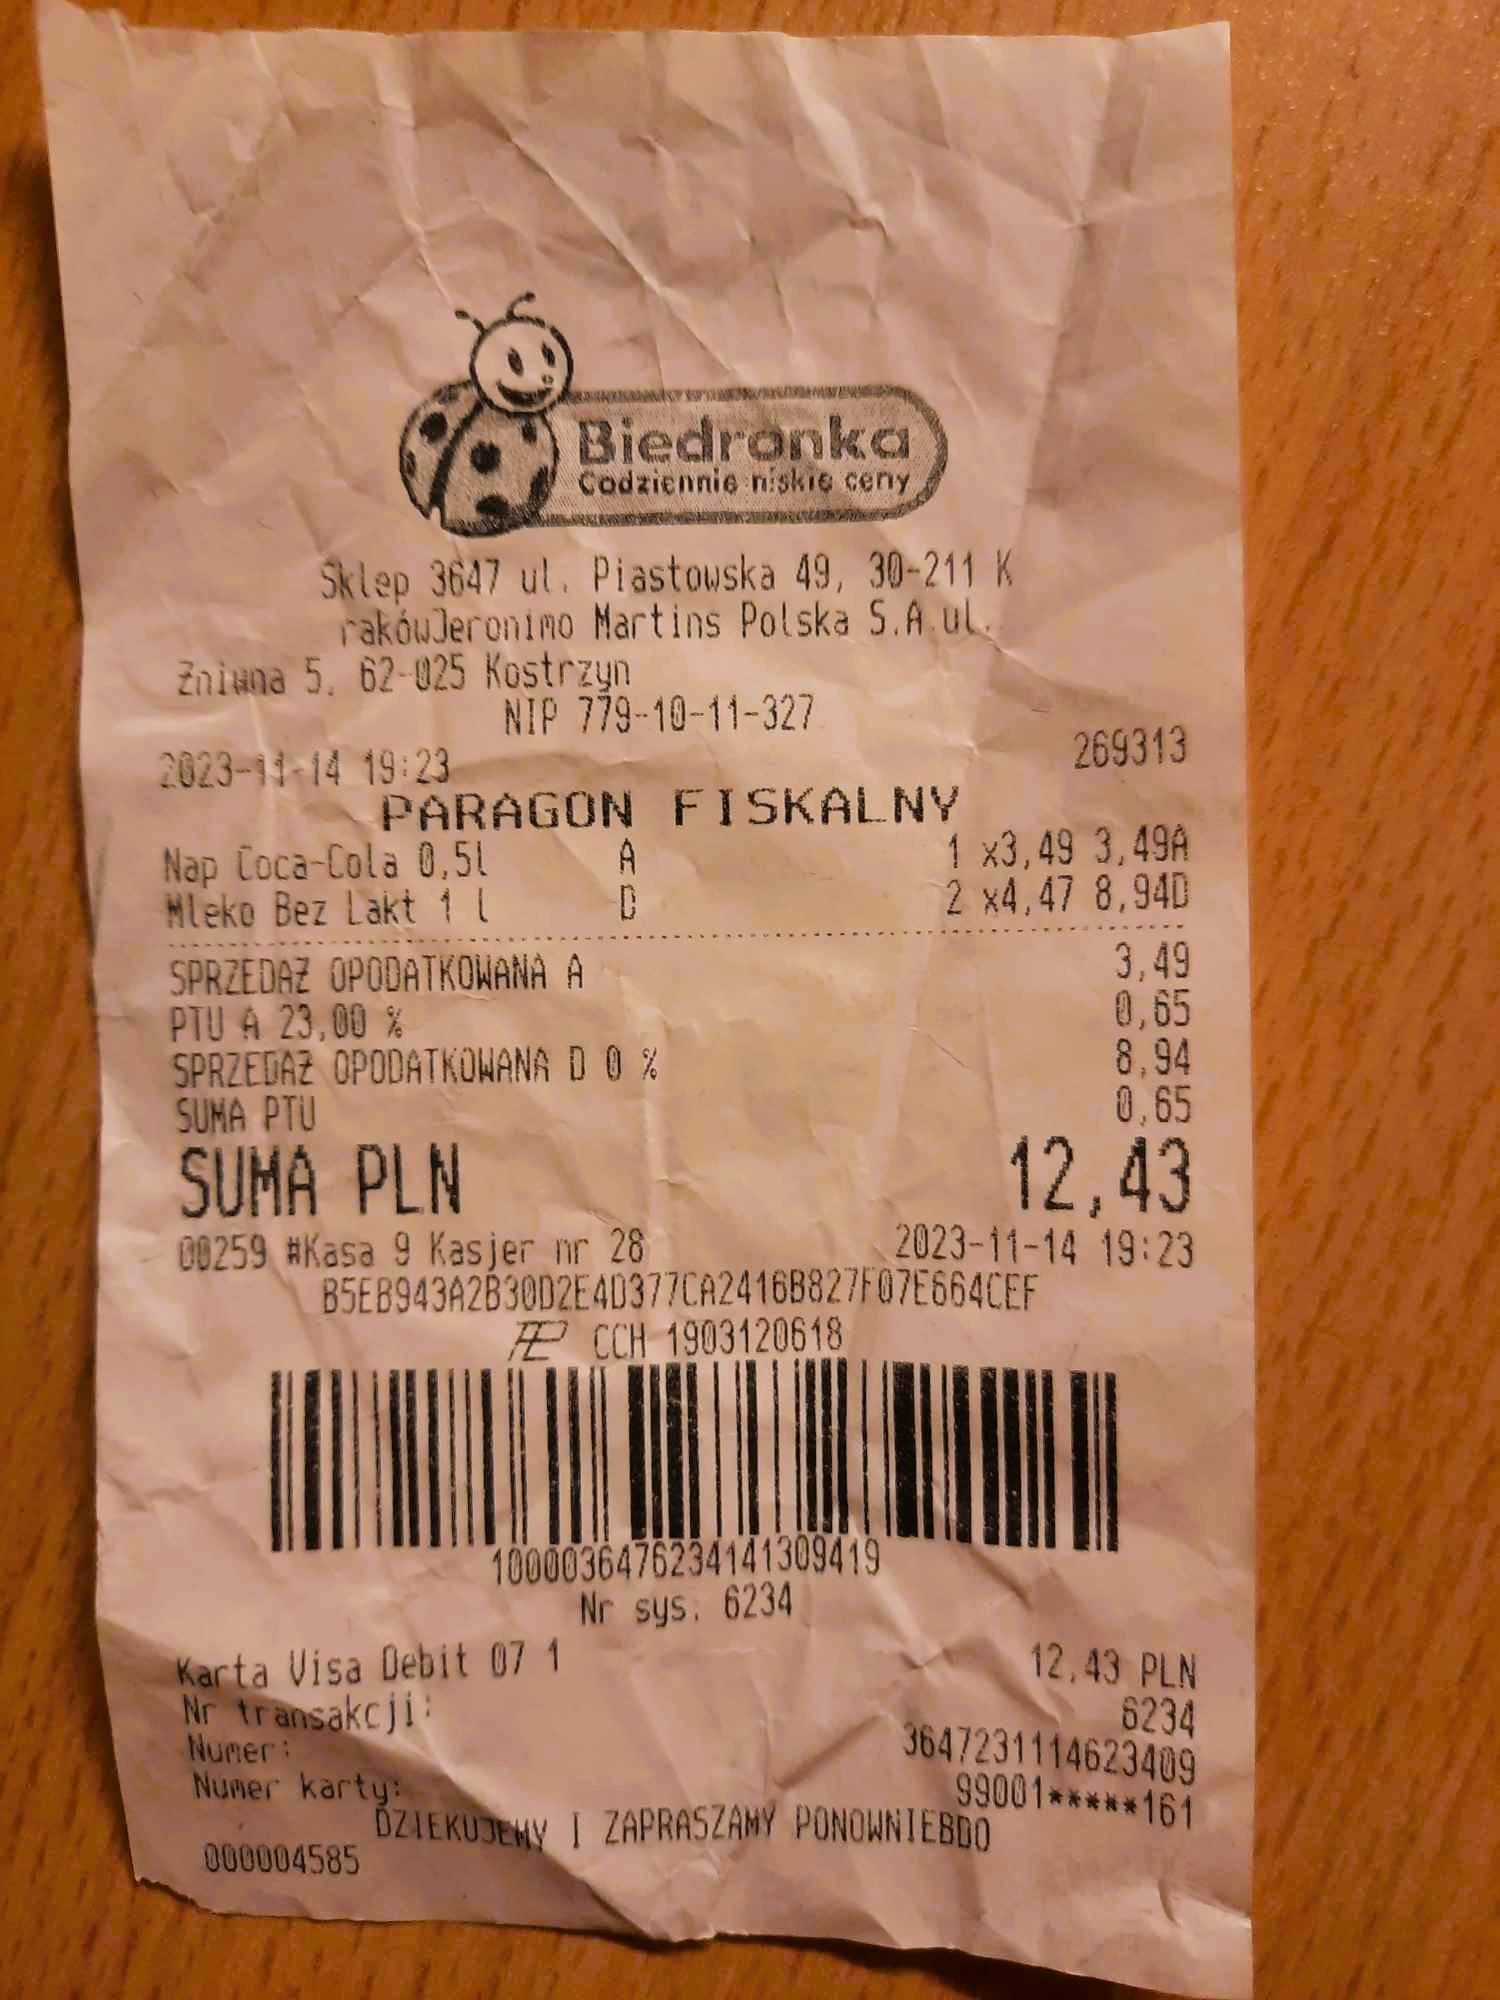 Biedronka
Codziennie niskie ceny
Sklep 3647 ul. Piastowska 49, 30-211 K
rakówJeronimo Martins Polska S.A.ul.
Żniwna 5, 62-025 Kostrzyn
NIP 779-10-11-327
2023-11-14 19:23 269313
PARAGON FISKALNY
Nap Coca-Cola 0,5l A 1 x3,49 3,49A
Mleko Bez Lakt 1 l D 2 x4,47 8,94D
SPRZEDAŻ OPODATKOWANA A 3,49
PTU A 23,00 % 0,65
SPRZEDAŻ OPODATKOWANA D 0 % 8,94
SUMA PTU 0,65
SUMA PLN 12,43
00259 #Kasa 9 Kasjer nr 28 2023-11-14 19:23
B5EB943A2B30D2E4D377CA2416B827F07E664CEF
CCH 1903120618
1000036476234141309419
Nr sys. 6234
Karta Visa Debit 07 1 12,43 PLN
Nr transakcji: 6234
Numer: 3647231114623409
Numer karty: 99001*****161
DZIEKUJEMY I ZAPRASZAMY PONOWNIEBDO
000004585